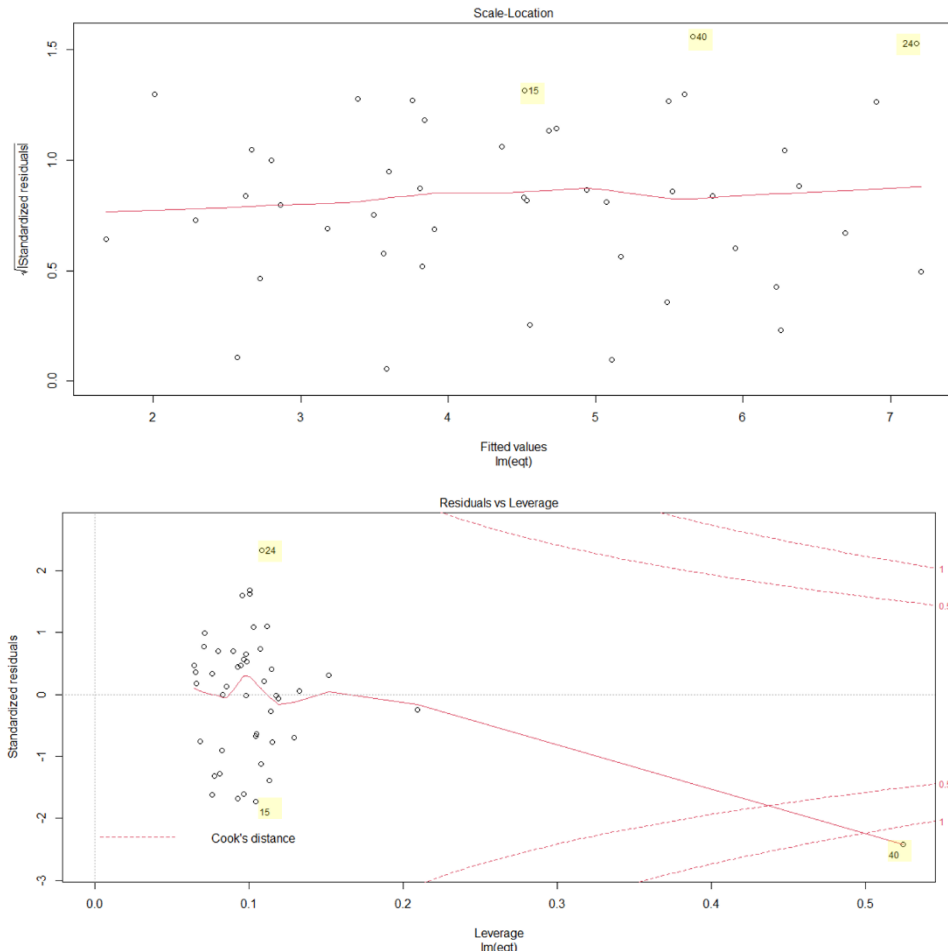 Scale-Location
1.5
1.0
0.5
0.0
√|Standardized residuals|
40
24
15
2 3 4 5 6 7
Fitted values
lm(eqt)
Residuals vs Leverage
2
1
0
-1
-2
-3
Standardized residuals
24
15
40
1
0.5
0.5
1
Cook's distance
0.0 0.1 0.2 0.3 0.4 0.5
Leverage
lm(eqt)